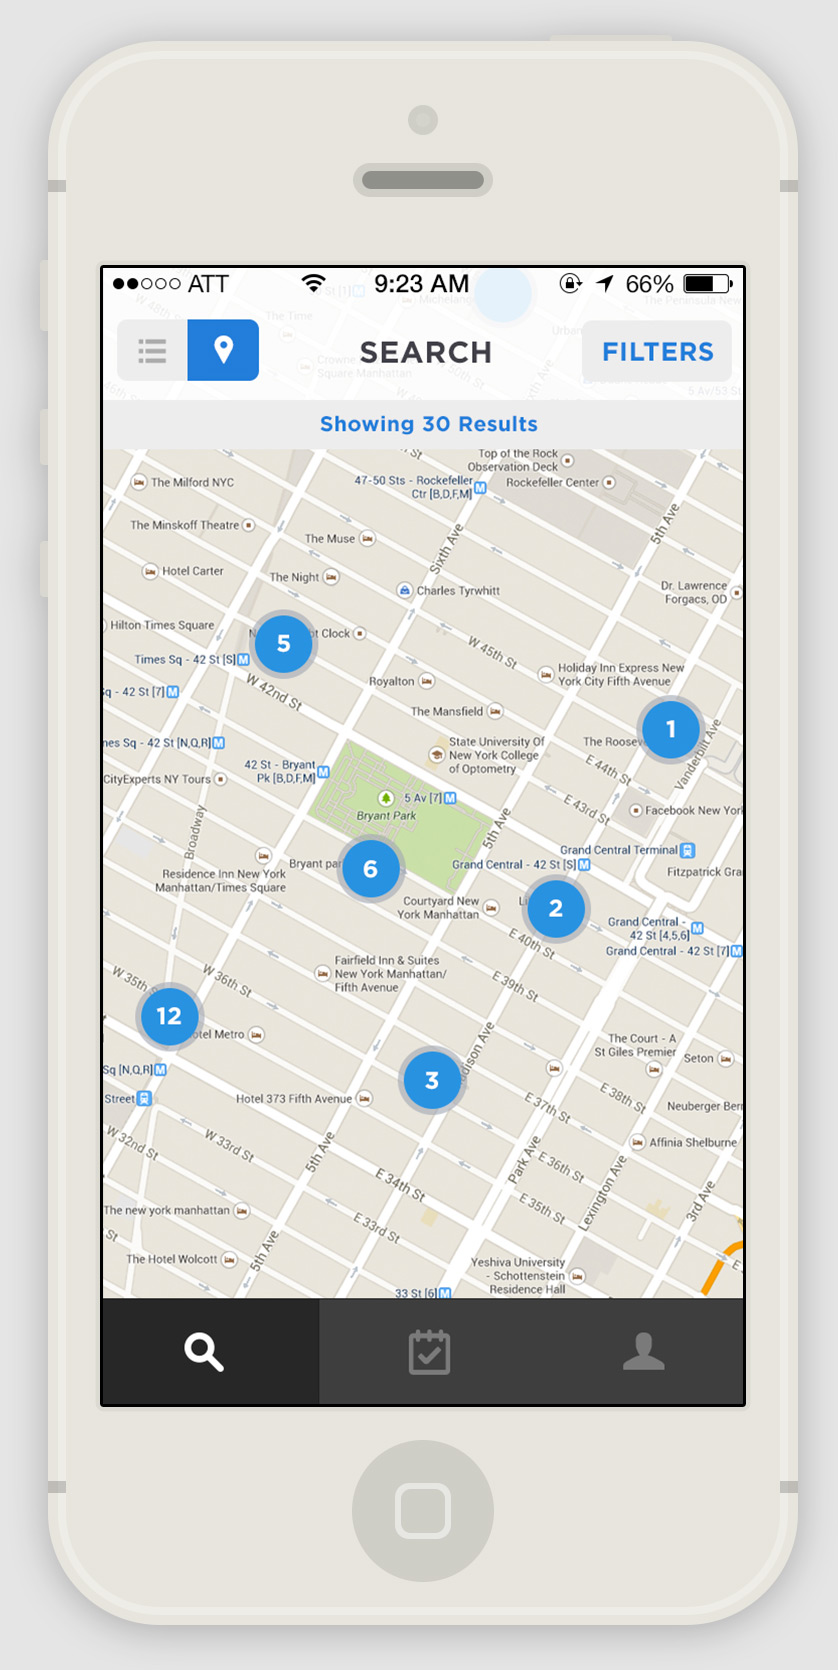 ATT 9:23 AM 66%
SEARCH
FILTERS
Showing 30 Results
Top of the Rock
Observation Deck
47-50 Sts - Rockefeller
Ctr [B,D,F,M]
Rockefeller Center
The Milford NYC
The Minskoff Theatre
The Muse
Sixth Ave
5th Ave
Hotel Carter
The Night
Charles Tyrwhitt
Dr. Lawrence
Forgacs, OD
Hilton Times Square
t Clock
5
W 45th St
Times Sq - 42 St [S]
Holiday Inn Express New
York City Fifth Avenue
Royalton
W 42nd St
The Mansfield
1
The Roosev
Vanderbilt Ave
nes Sq - 42 St [N,Q,R]
q - 42 St [7]
State University Of
New York College
of Optometry
42 St - Bryant
Pk [B,D,F,M]
E 44th St
CityExperts NY Tours
5 Av [7]
Bryant Park
E 43rd St
Facebook New York
Broadway
5th Ave
Residence Inn New York
Manhattan/Times Square
Bryant par
6
Grand Central - 42 St [S]
Grand Central Terminal
Fitzpatrick Gra
Courtyard New
York Manhattan
2
Grand Central -
42 St [4,5,6]
Grand Central - 42 St [7]
E 40th St
W 35th
W 36th St
Fairfield Inn & Suites
New York Manhattan/
Fifth Avenue
E 39th St
12
otel Metro
The Court - A
St Giles Premier
Seton
Sq [N,Q,R]
3
dison Ave
Street
Hotel 373 Fifth Avenue
E 37th St
E 38th St
Neuberger Berr
W 32nd St
W 33rd St
5th Ave
Park Ave
E 36th St
Affinia Shelburne
E 34th St
Lexington Ave
3rd Ave
E 35th St
The new york manhattan
E 33rd St
St
The Hotel Wolcott
5th Ave
Yeshiva University
- Schottenstein
Residence Hall
E
33 St [6]